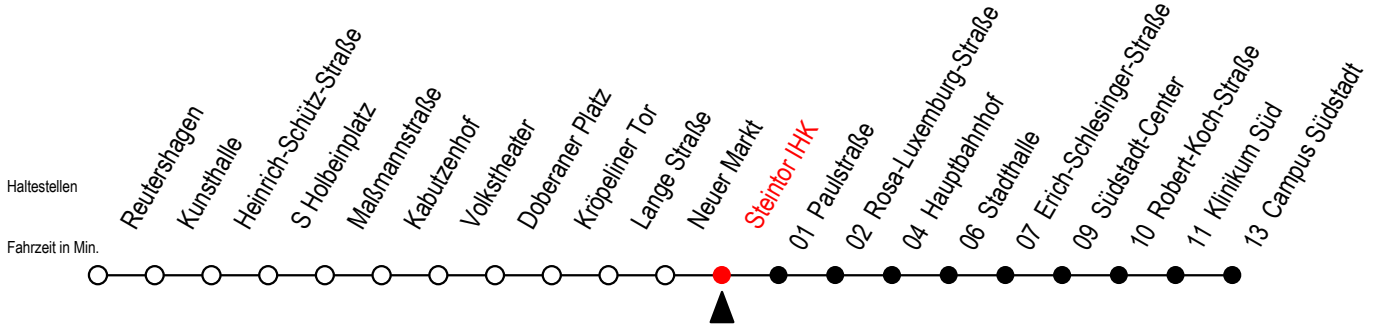 Haltestellen
Fahrzeit in Min.
Reutershagen
Kunsthalle
Heinrich-Schütz-Straße
S Holbeinplatz
Maßmannstraße
Kabutzenhof
Volkstheater
Doberaner Platz
Kröpeliner Tor
Lange Straße
Neuer Markt
Steintor IHK
01 Paulstraße
02 Rosa-Luxemburg-Straße
04 Hauptbahnhof
06 Stadthalle
07 Erich-Schlesinger-Straße
09 Südstadt-Center
10 Robert-Koch-Straße
11 Klinikum Süd
13 Campus Südstadt